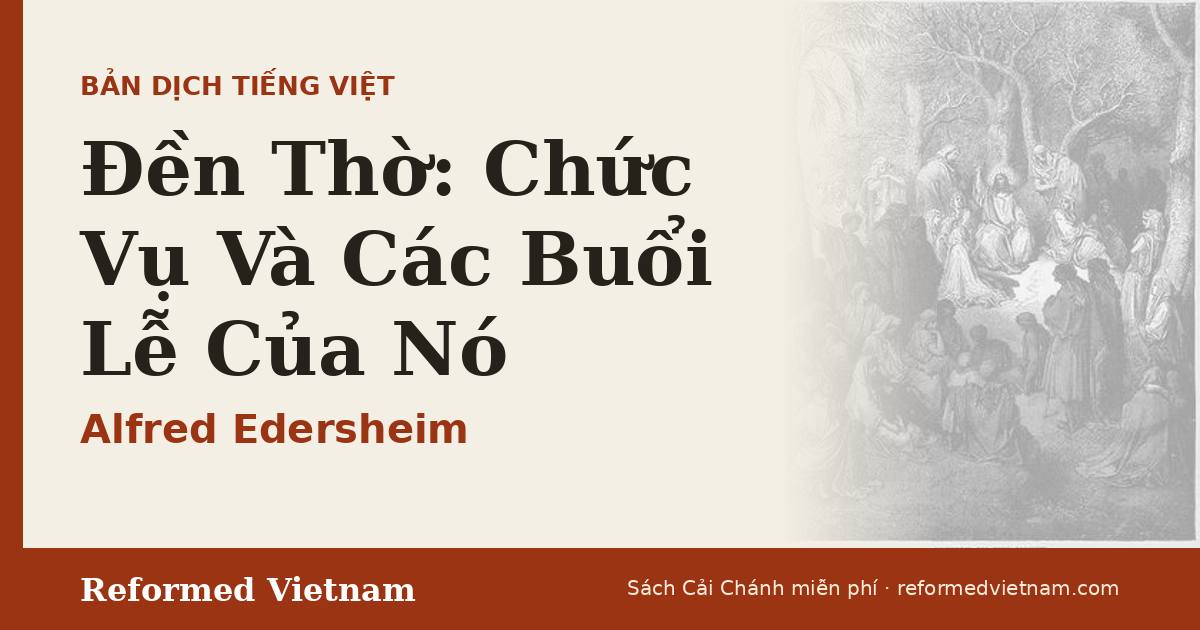 BẢN DỊCH TIẾNG VIỆT
Đền Thờ: Chức
Vụ Và Các Buổi
Lễ Của Nó
Alfred Edersheim
Reformed Vietnam
Sách Cải Chánh miễn phí · reformedvietnam.com